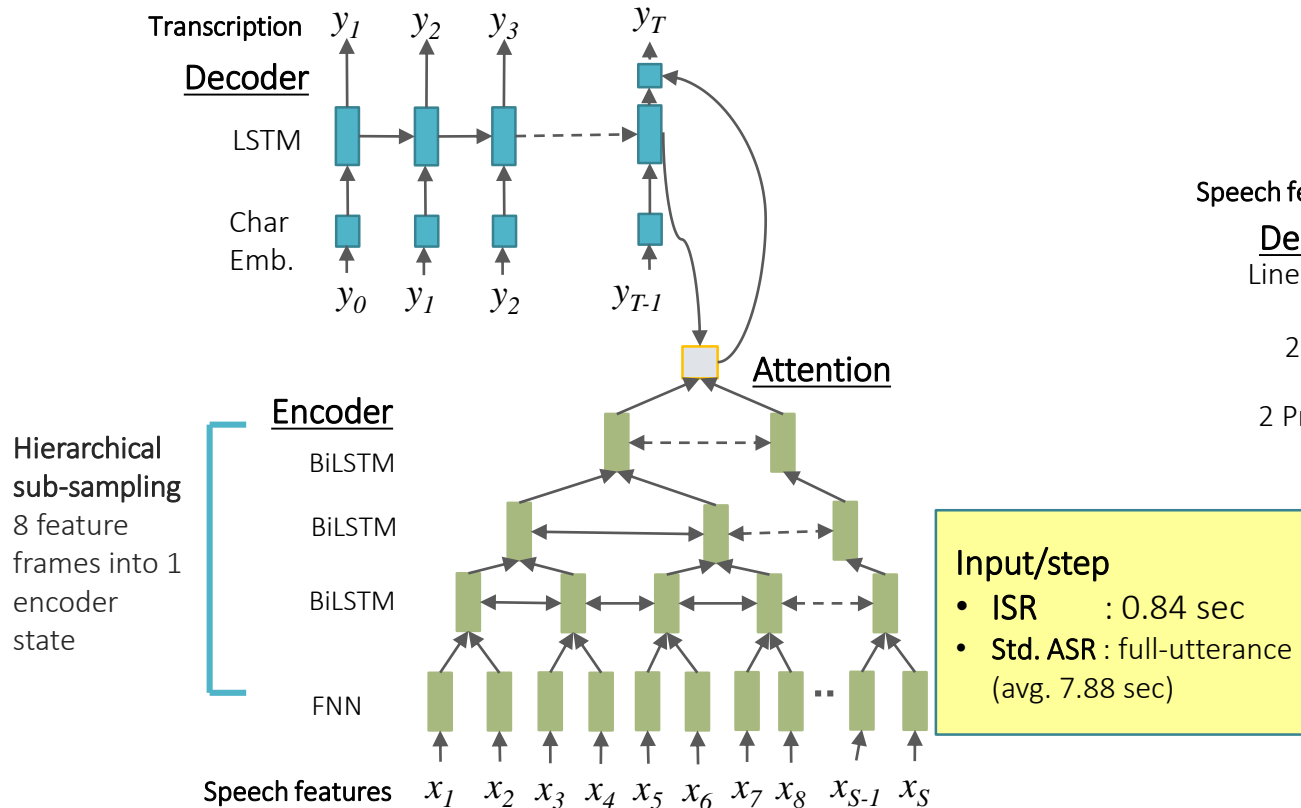 Transcription y1 y2 y3 yT
Decoder
LSTM
Char
Emb.
y0 y1 y2 yT-1
Attention
Encoder
BiLSTM
BiLSTM
BiLSTM
FNN
Hierarchical
sub-sampling
8 feature
frames into 1
encoder
state
Speech features x1 x2 x3 x4 x5 x6 x7 x8 xS-1 xS
Speech fe
De
Line
2
2 Pr
Input/step
• ISR : 0.84 sec
• Std. ASR : full-utterance
(avg. 7.88 sec)